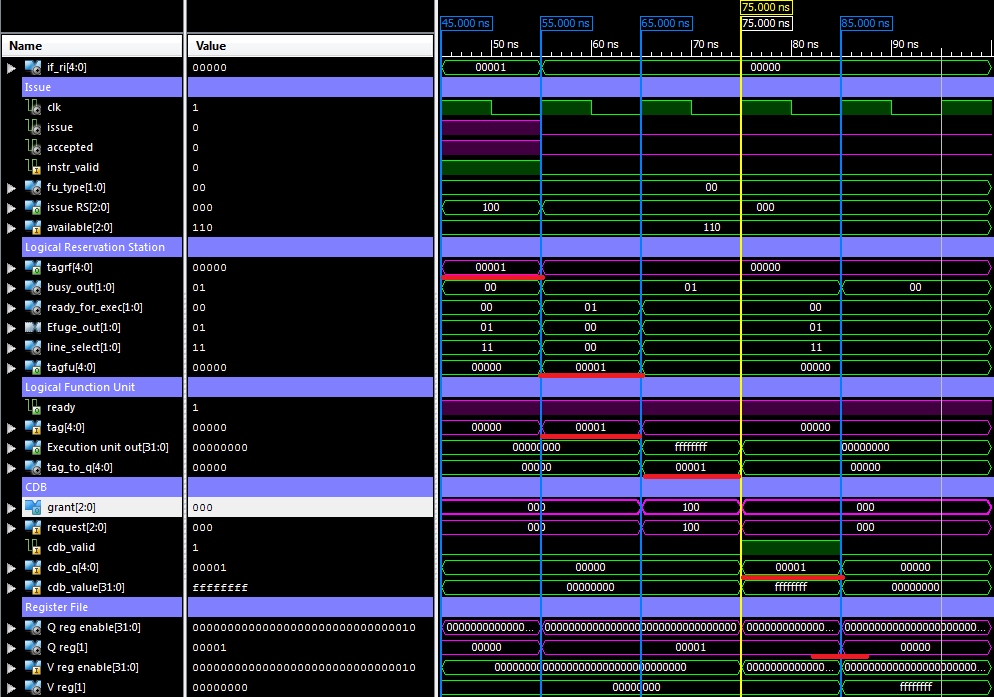 75.000 ns
45.000 ns 55.000 ns 65.000 ns 75.000 ns 85.000 ns
Name Value 50 ns 60 ns 70 ns 80 ns 90 ns
if_ri[4:0] 00000 00001 00000
Issue
clk 1
issue 0
accepted 0
instr_valid 0
fu_type[1:0] 00 00
issue RS[2:0] 000 100 000
available[2:0] 110 110
Logical Reservation Station
tagrf[4:0] 00000 00001 00000
busy_out[1:0] 01 00 01 00
ready_for_exec[1:0] 00 00 01 00
Efuge_out[1:0] 01 01 00 01
line_select[1:0] 11 11 00 11
tagfu[4:0] 00000 00000 00001 00000
Logical Function Unit
ready 1
tag[4:0] 00000 00000 00001 00000
Execution unit out[31:0] 00000000 00000000 ffffffff 00000000
tag_to_q[4:0] 00000 00000 00001 00000
CDB
grant[2:0] 000 000 100 000
request[2:0] 000 000 100 000
cdb_valid 1
cdb_q[4:0] 00001 00000 00001 00000
cdb_value[31:0] ffffffff 00000000 ffffffff 00000000
Register File
Q reg enable[31:0] 00000000000000000000000000000010 0000000000000... 00000000000000000000000000000000 0000000000000... 00000000000000000000...
Q reg[1] 00001 00000 00001 00000
V reg enable[31:0] 00000000000000000000000000000010 00000000000000000000000000000000 0000000000000... 00000000000000000000...
V reg[1] 00000000 00000000 ffffffff